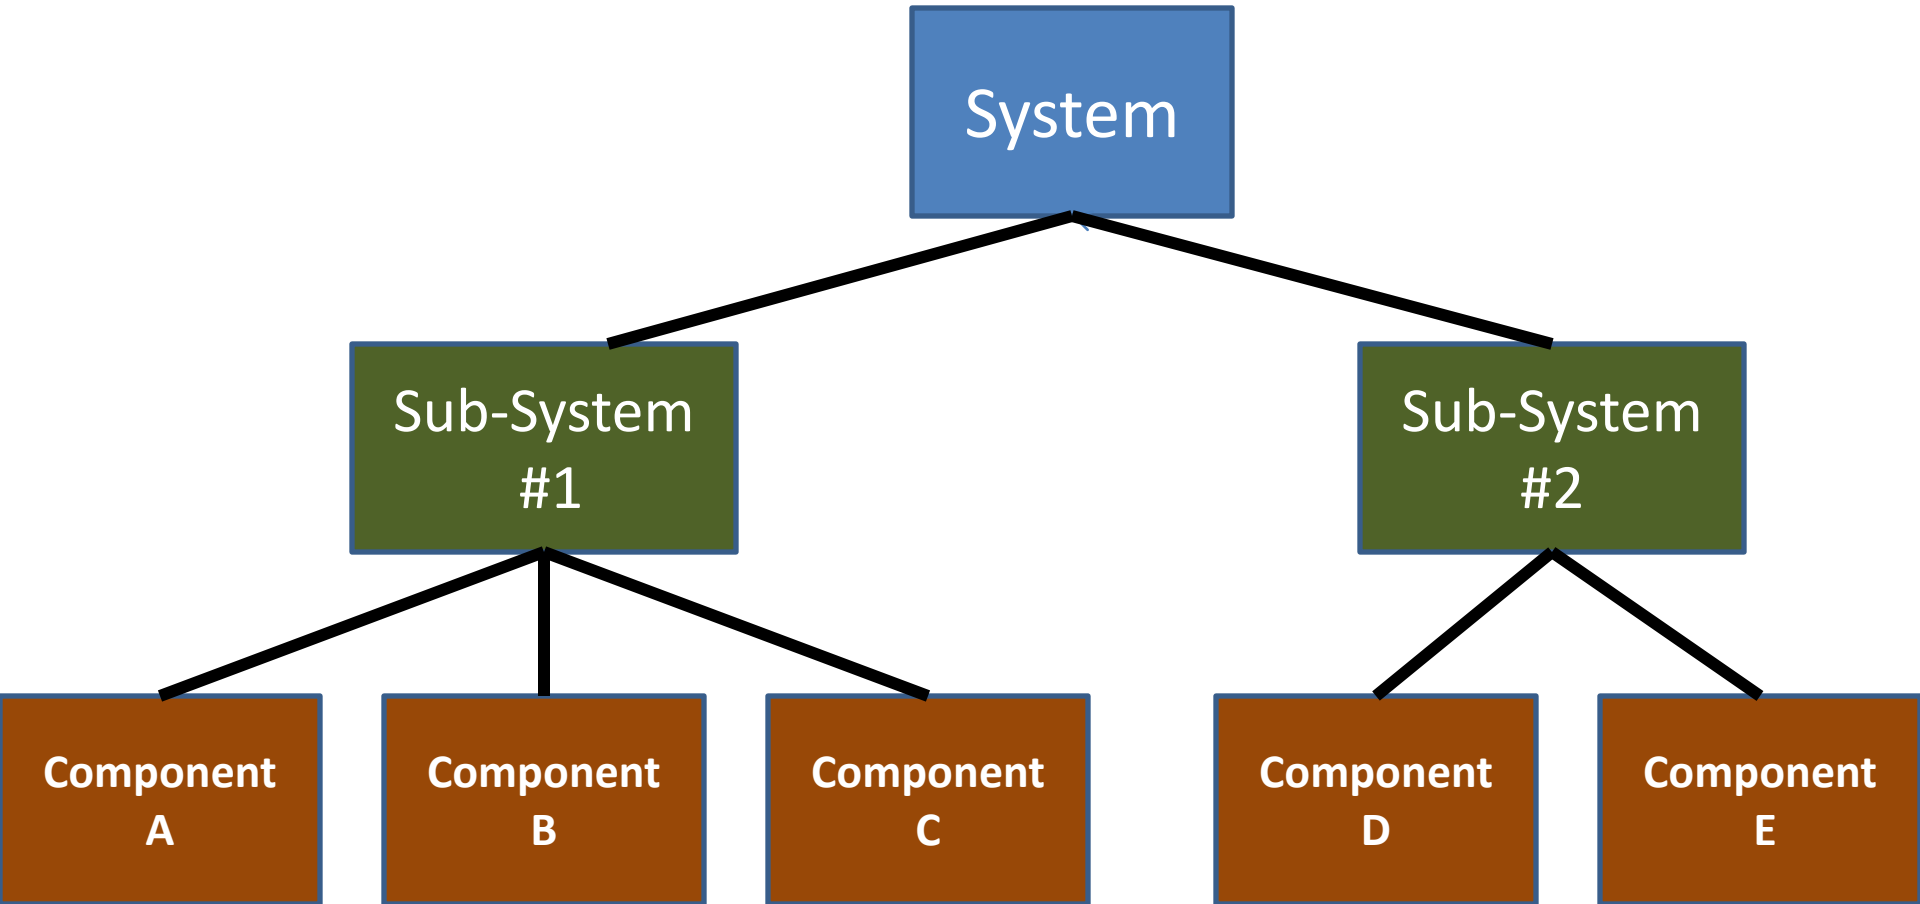 System
Sub-System
#1
Sub-System
#2
Component
A
Component
B
Component
C
Component
D
Component
E